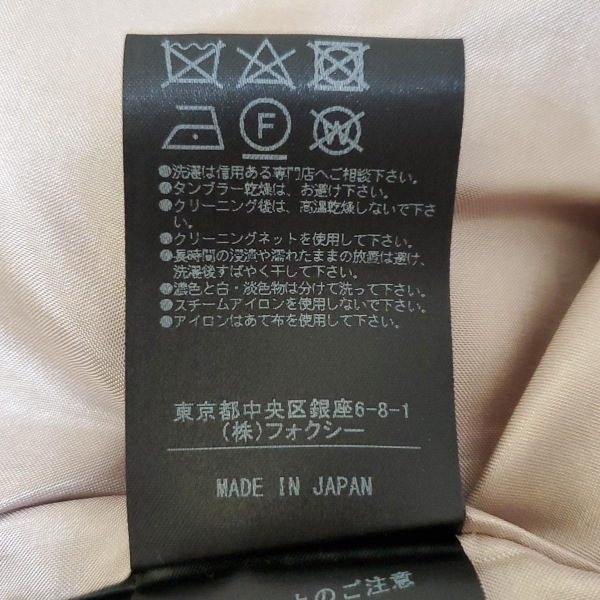 F
W
●洗濯は信用ある専門店へご相談下さい。
●タンブラー乾燥は、お避け下さい。
●クリーニング後は、高温乾燥しないで下さ
い。
●クリーニングネットを使用して下さい。
●長時間の浸漬や濡れたままの放置は避け、
洗濯後すばやく干して下さい。
●濃色と白・淡色物は分けて洗って下さい。
●スチームアイロンを使用しないで下さい。
●アイロンはあて布を使用して下さい。
東京都中央区銀座6-8-1
(株)フォクシー
MADE IN JAPAN
のご注意